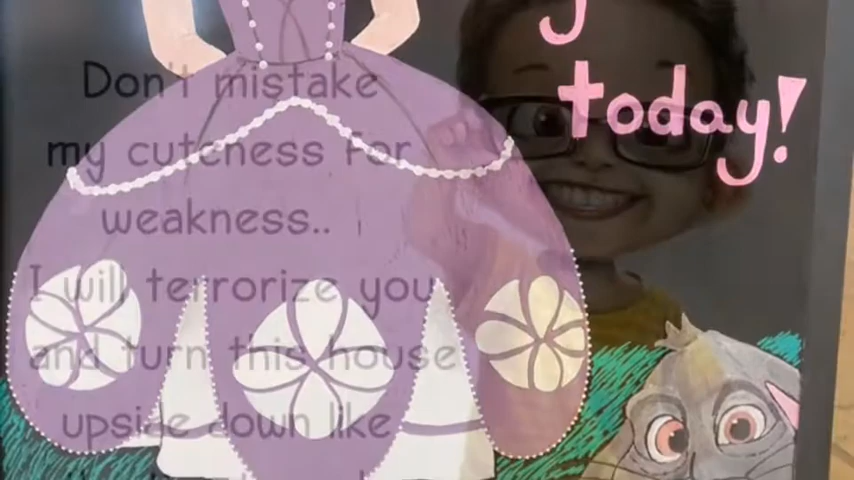 today!
Don't mistake
my cuteness for
weakness..
I will terrorize you
and turn this house
upside down like